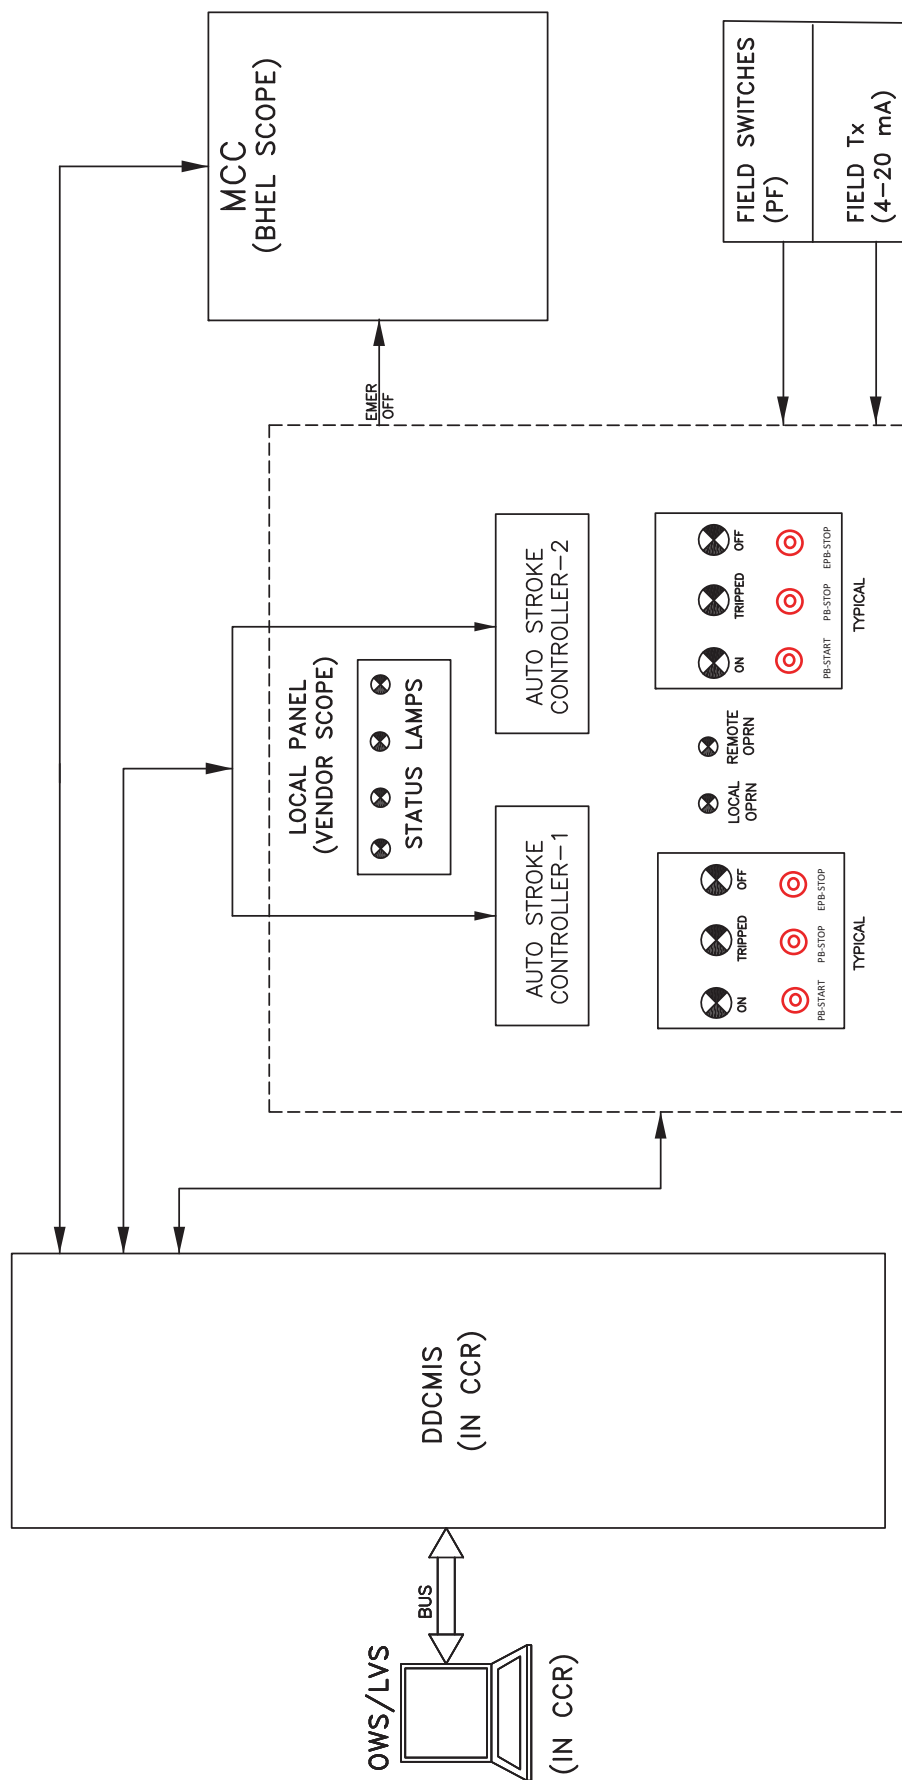 OWS/LVS
(IN CCR)
BUS
DDCMIS
(IN CCR)
LOCAL PANEL
(VENDOR SCOPE)
STATUS LAMPS
AUTO STROKE
CONTROLLER-1
AUTO STROKE
CONTROLLER-2
ON
TRIPPED
OFF
PB-START
PB-STOP
EPB-STOP
TYPICAL
LOCAL
OPRN
REMOTE
OPRN
ON
TRIPPED
OFF
PB-START
PB-STOP
EPB-STOP
TYPICAL
EMER
OFF
MCC
(BHEL SCOPE)
FIELD SWITCHES
(PF)
FIELD Tx
(4-20 mA)